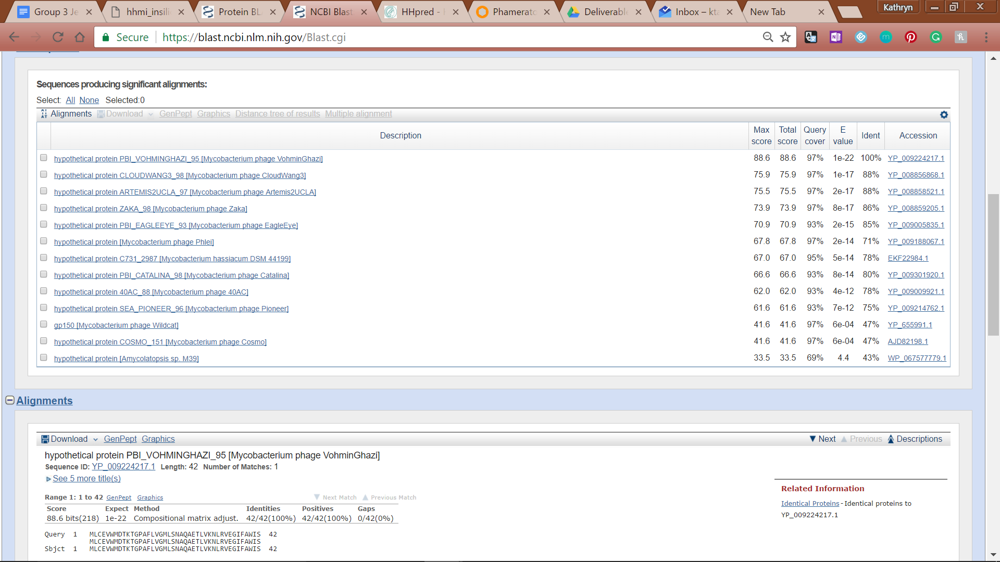 Group 3 Je
hhmi_insili
Protein BL
NCBI Blast
HHpred -
Phamerato
Deliverable
Inbox – kta
New Tab
Kathryn
Secure https://blast.ncbi.nlm.nih.gov/Blast.cgi
Sequences producing significant alignments:
Select: All None Selected:0
Alignments Download GenPept Graphics Distance tree of results Multiple alignment
Description Max score Total score Query cover E value Ident Accession
hypothetical protein PBI_VOHMINGHAZI_95 [Mycobacterium phage VohminGhazi] 88.6 88.6 97% 1e-22 100% YP_009224217.1
hypothetical protein CLOUDWANG3_98 [Mycobacterium phage CloudWang3] 75.9 75.9 97% 1e-17 88% YP_008856868.1
hypothetical protein ARTEMIS2UCLA_97 [Mycobacterium phage Artemis2UCLA] 75.5 75.5 97% 2e-17 88% YP_008858521.1
hypothetical protein ZAKA_98 [Mycobacterium phage Zaka] 73.9 73.9 97% 8e-17 86% YP_008859205.1
hypothetical protein PBI_EAGLEEYE_93 [Mycobacterium phage EagleEye] 70.9 70.9 93% 2e-15 85% YP_009005835.1
hypothetical protein [Mycobacterium phage Phlei] 67.8 67.8 97% 2e-14 71% YP_009188067.1
hypothetical protein C731_2987 [Mycobacterium hassiacum DSM 44199] 67.0 67.0 95% 5e-14 78% EKF22984.1
hypothetical protein PBI_CATALINA_98 [Mycobacterium phage Catalina] 66.6 66.6 93% 8e-14 80% YP_009301920.1
hypothetical protein 40AC_88 [Mycobacterium phage 40AC] 62.0 62.0 93% 4e-12 78% YP_009009921.1
hypothetical protein SEA_PIONEER_96 [Mycobacterium phage Pioneer] 61.6 61.6 93% 7e-12 75% YP_009214762.1
gp150 [Mycobacterium phage Wildcat] 41.6 41.6 97% 6e-04 47% YP_655991.1
hypothetical protein COSMO_151 [Mycobacterium phage Cosmo] 41.6 41.6 97% 6e-04 47% AJD82198.1
hypothetical protein [Amycolatopsis sp. M39] 33.5 33.5 69% 4.4 43% WP_067577779.1
Alignments
Download GenPept Graphics Next Previous Descriptions
hypothetical protein PBI_VOHMINGHAZI_95 [Mycobacterium phage VohminGhazi]
Sequence ID: YP_009224217.1 Length: 42 Number of Matches: 1
See 5 more title(s)
Range 1: 1 to 42 GenPept Graphics Next Match Previous Match
Score Expect Method Identities Positives Gaps
88.6 bits(218) 1e-22 Compositional matrix adjust. 42/42(100%) 42/42(100%) 0/42(0%)
Query 1 MLCEVWMDTKTGPAFLVGMLSNAQAETLVKNLRVEGIFAWIS 42
MLCEVWMDTKTGPAFLVGMLSNAQAETLVKNLRVEGIFAWIS
Sbjct 1 MLCEVWMDTKTGPAFLVGMLSNAQAETLVKNLRVEGIFAWIS 42
Related Information
Identical Proteins - Identical proteins to
YP_009224217.1